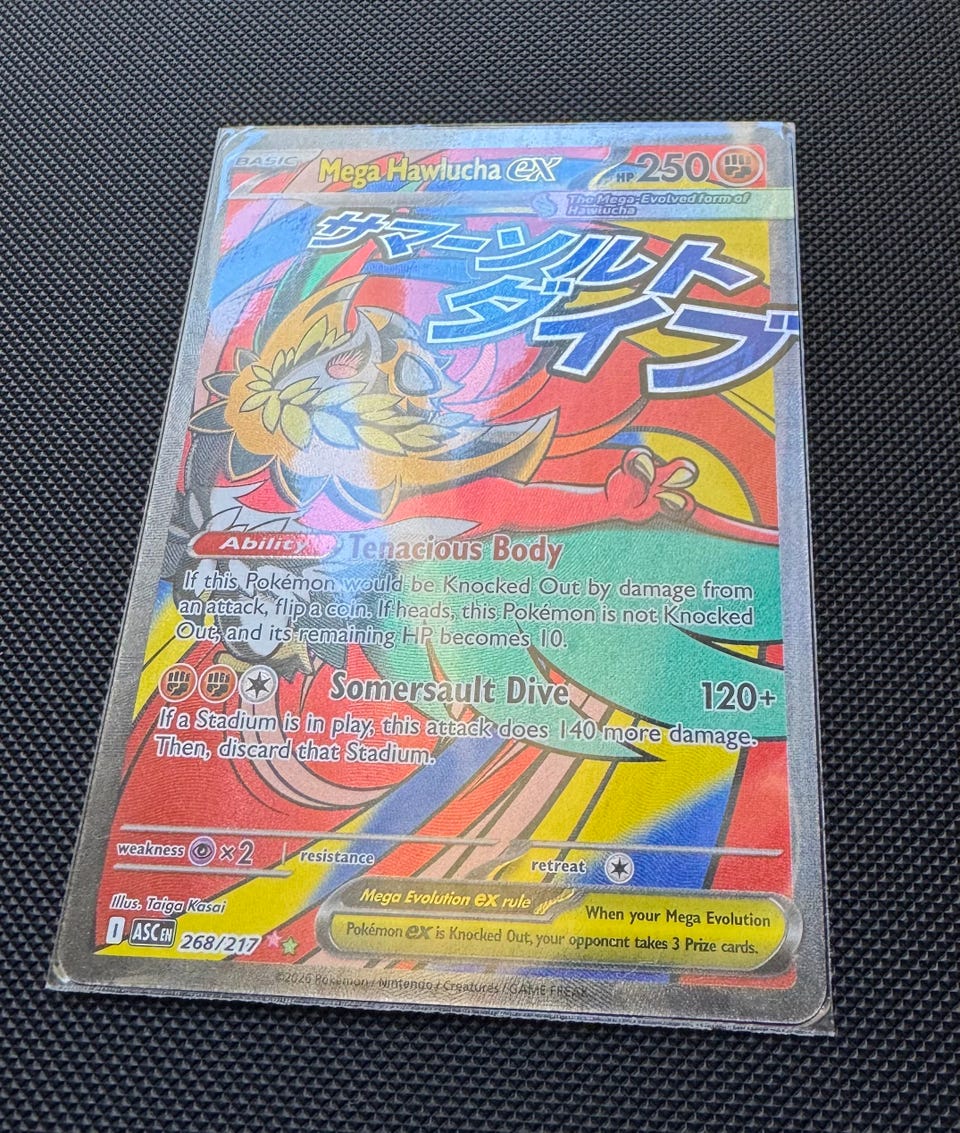 BASIC Mega Hawlucha ex HP 250
The Mega-Evolved form of
Hawlucha
サマーソルト
ダイブ
Ability Tenacious Body
If this Pokémon would be Knocked Out by damage from
an attack, flip a coin. If heads, this Pokémon is not Knocked
Out, and its remaining HP becomes 10.
Somersault Dive 120+
If a Stadium is in play, this attack does 140 more damage.
Then, discard that Stadium.
weakness ×2 resistance retreat
Illus. Taiga Kasai
Mega Evolution ex rule
When your Mega Evolution
Pokémon ex is Knocked Out, your opponent takes 3 Prize cards.
I ASC EN 268/217
©2026 Pokémon / Nintendo / Creatures / GAME FREAK